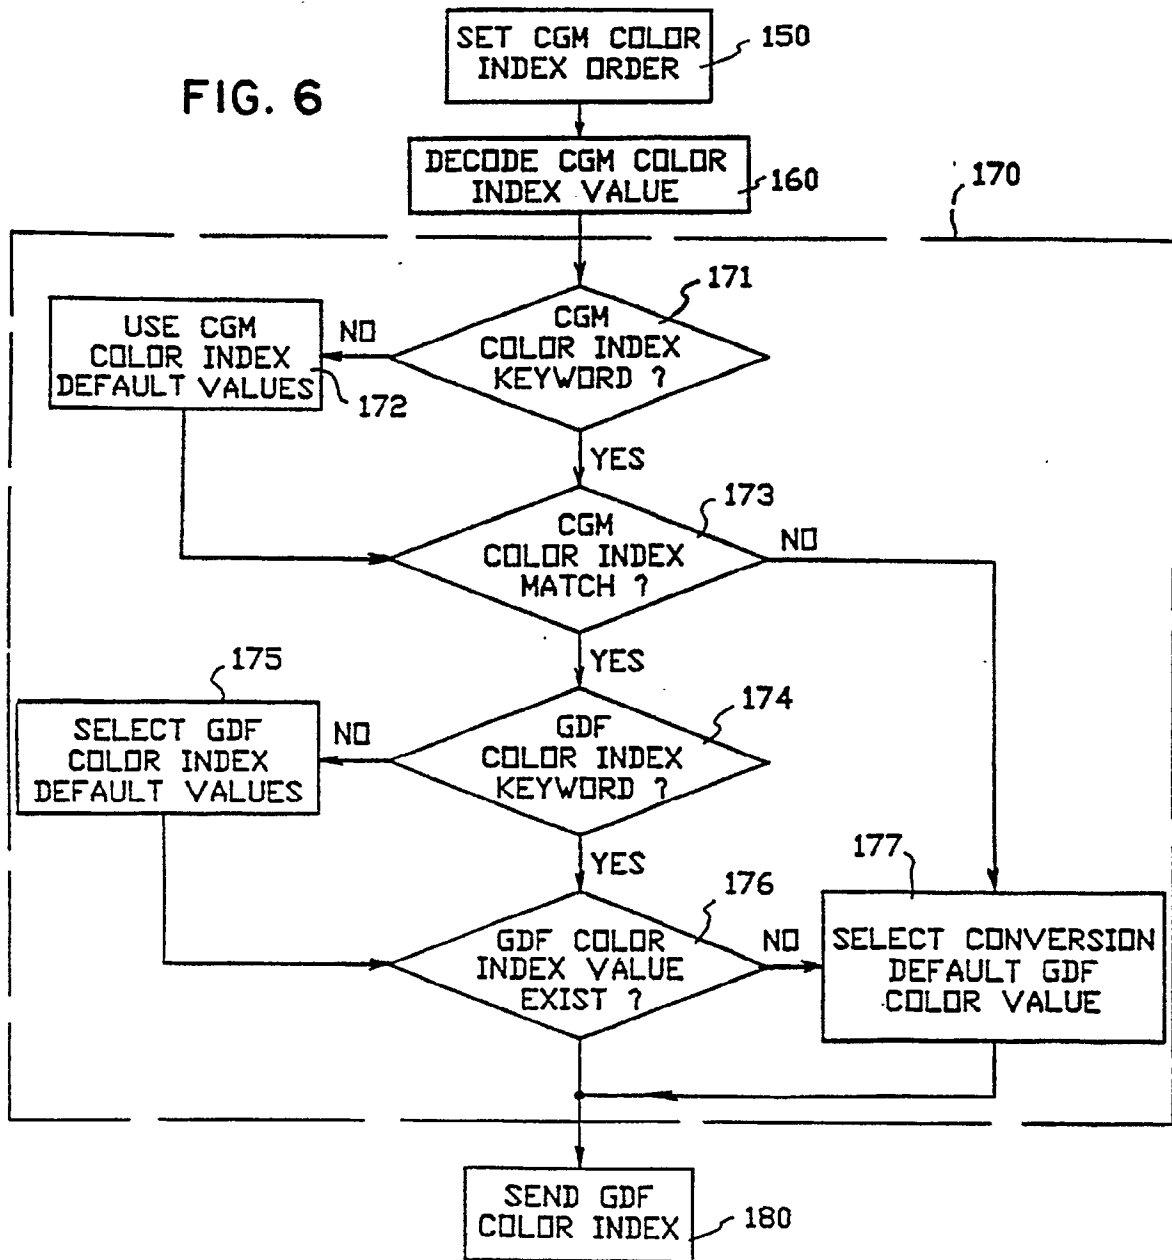 FIG. 6
SET CGM COLOR
INDEX ORDER
150
DECODE CGM COLOR
INDEX VALUE
160
170
171
CGM
COLOR INDEX
KEYWORD ?
NO
USE CGM
COLOR INDEX
DEFAULT VALUES
172
YES
173
CGM
COLOR INDEX
MATCH ?
NO
YES
175
SELECT GDF
COLOR INDEX
DEFAULT VALUES
NO
174
GDF
COLOR INDEX
KEYWORD ?
YES
176
GDF COLOR
INDEX VALUE
EXIST ?
NO
177
SELECT CONVERSION
DEFAULT GDF
COLOR VALUE
SEND GDF
COLOR INDEX
180